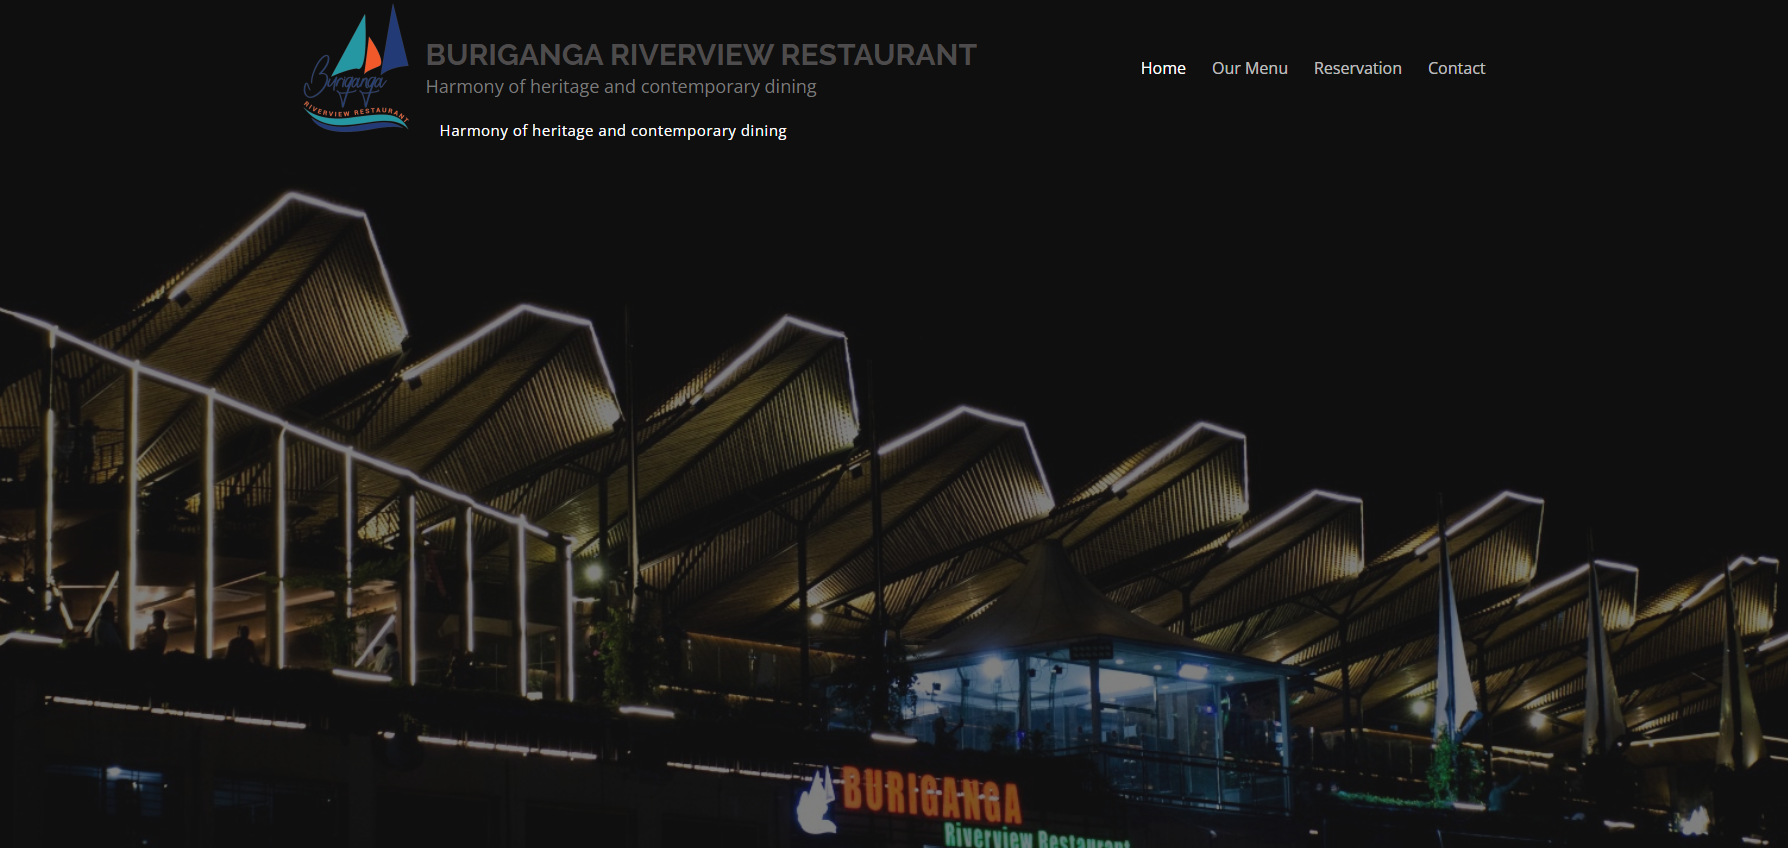 BURIGANGA RIVERVIEW RESTAURANT
Harmony of heritage and contemporary dining
Harmony of heritage and contemporary dining
Buriganga
RIVERVIEW RESTAURANT
Home
Our Menu
Reservation
Contact
BURIGANGA
Riverview Restaurant